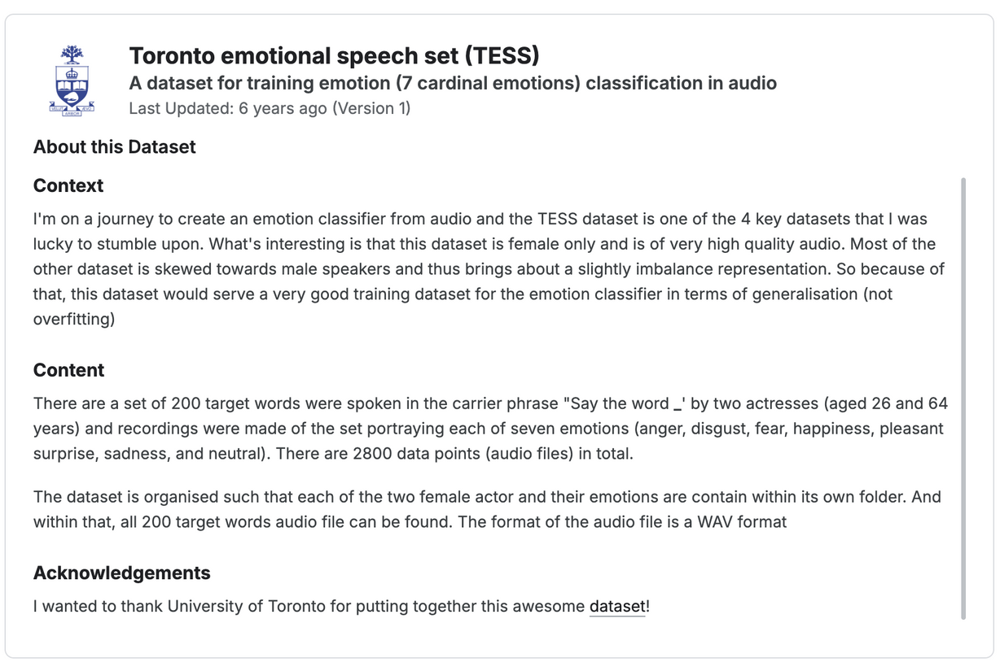 Toronto emotional speech set (TESS)
A dataset for training emotion (7 cardinal emotions) classification in audio
Last Updated: 6 years ago (Version 1)
VELUT
ÆVO
ARBOR
About this Dataset
Context
I'm on a journey to create an emotion classifier from audio and the TESS dataset is one of the 4 key datasets that I was
lucky to stumble upon. What's interesting is that this dataset is female only and is of very high quality audio. Most of the
other dataset is skewed towards male speakers and thus brings about a slightly imbalance representation. So because of
that, this dataset would serve a very good training dataset for the emotion classifier in terms of generalisation (not
overfitting)
Content
There are a set of 200 target words were spoken in the carrier phrase "Say the word _' by two actresses (aged 26 and 64
years) and recordings were made of the set portraying each of seven emotions (anger, disgust, fear, happiness, pleasant
surprise, sadness, and neutral). There are 2800 data points (audio files) in total.
The dataset is organised such that each of the two female actor and their emotions are contain within its own folder. And
within that, all 200 target words audio file can be found. The format of the audio file is a WAV format
Acknowledgements
I wanted to thank University of Toronto for putting together this awesome dataset!